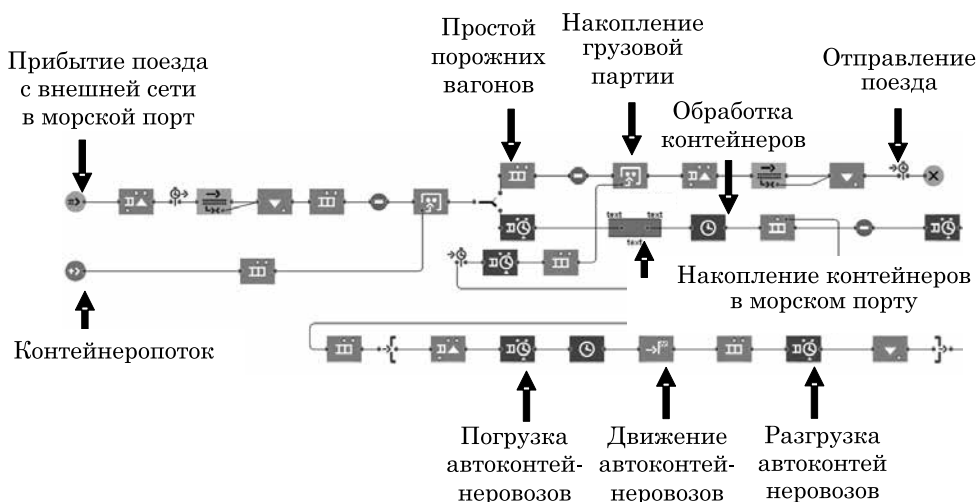 Прибытие поезда
с внешней сети
в морской порт
Простой
порожних
вагонов
Накопление
грузовой
партии
Обработка
контейнеров
Отправление
поезда
text
text
text
Накопление контейнеров
в морском порту
Контейнеропоток
Погрузка
автоконтей-
неровозов
Движение
автоконтей-
неровозов
Разгрузка
автоконтей
неровозов